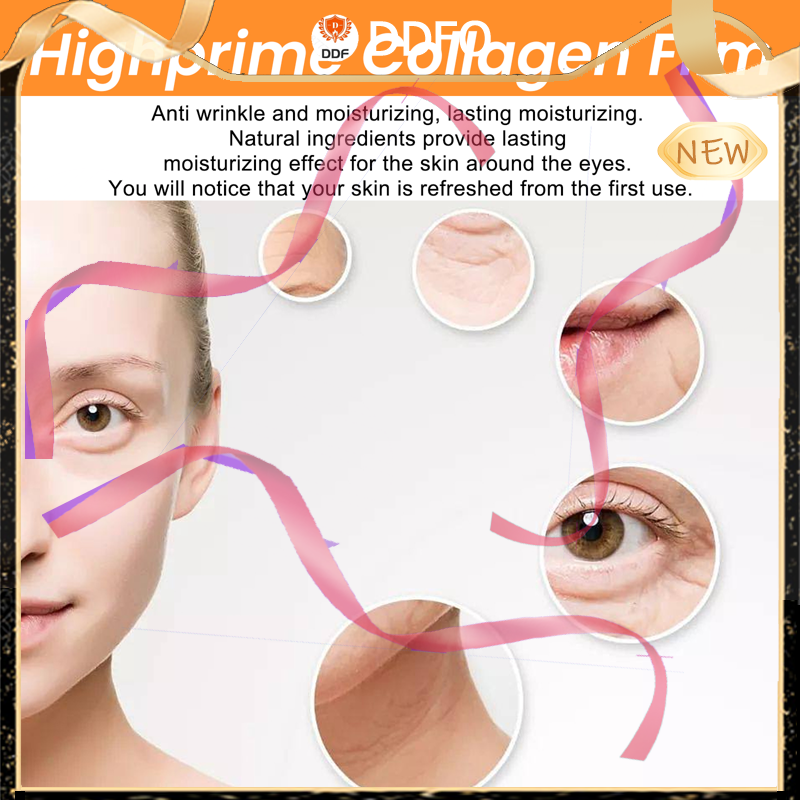 DDFO
DDF
Highprime Collagen Film
Anti wrinkle and moisturizing, lasting moisturizing.
Natural ingredients provide lasting
moisturizing effect for the skin around the eyes.
You will notice that your skin is refreshed from the first use.
NEW